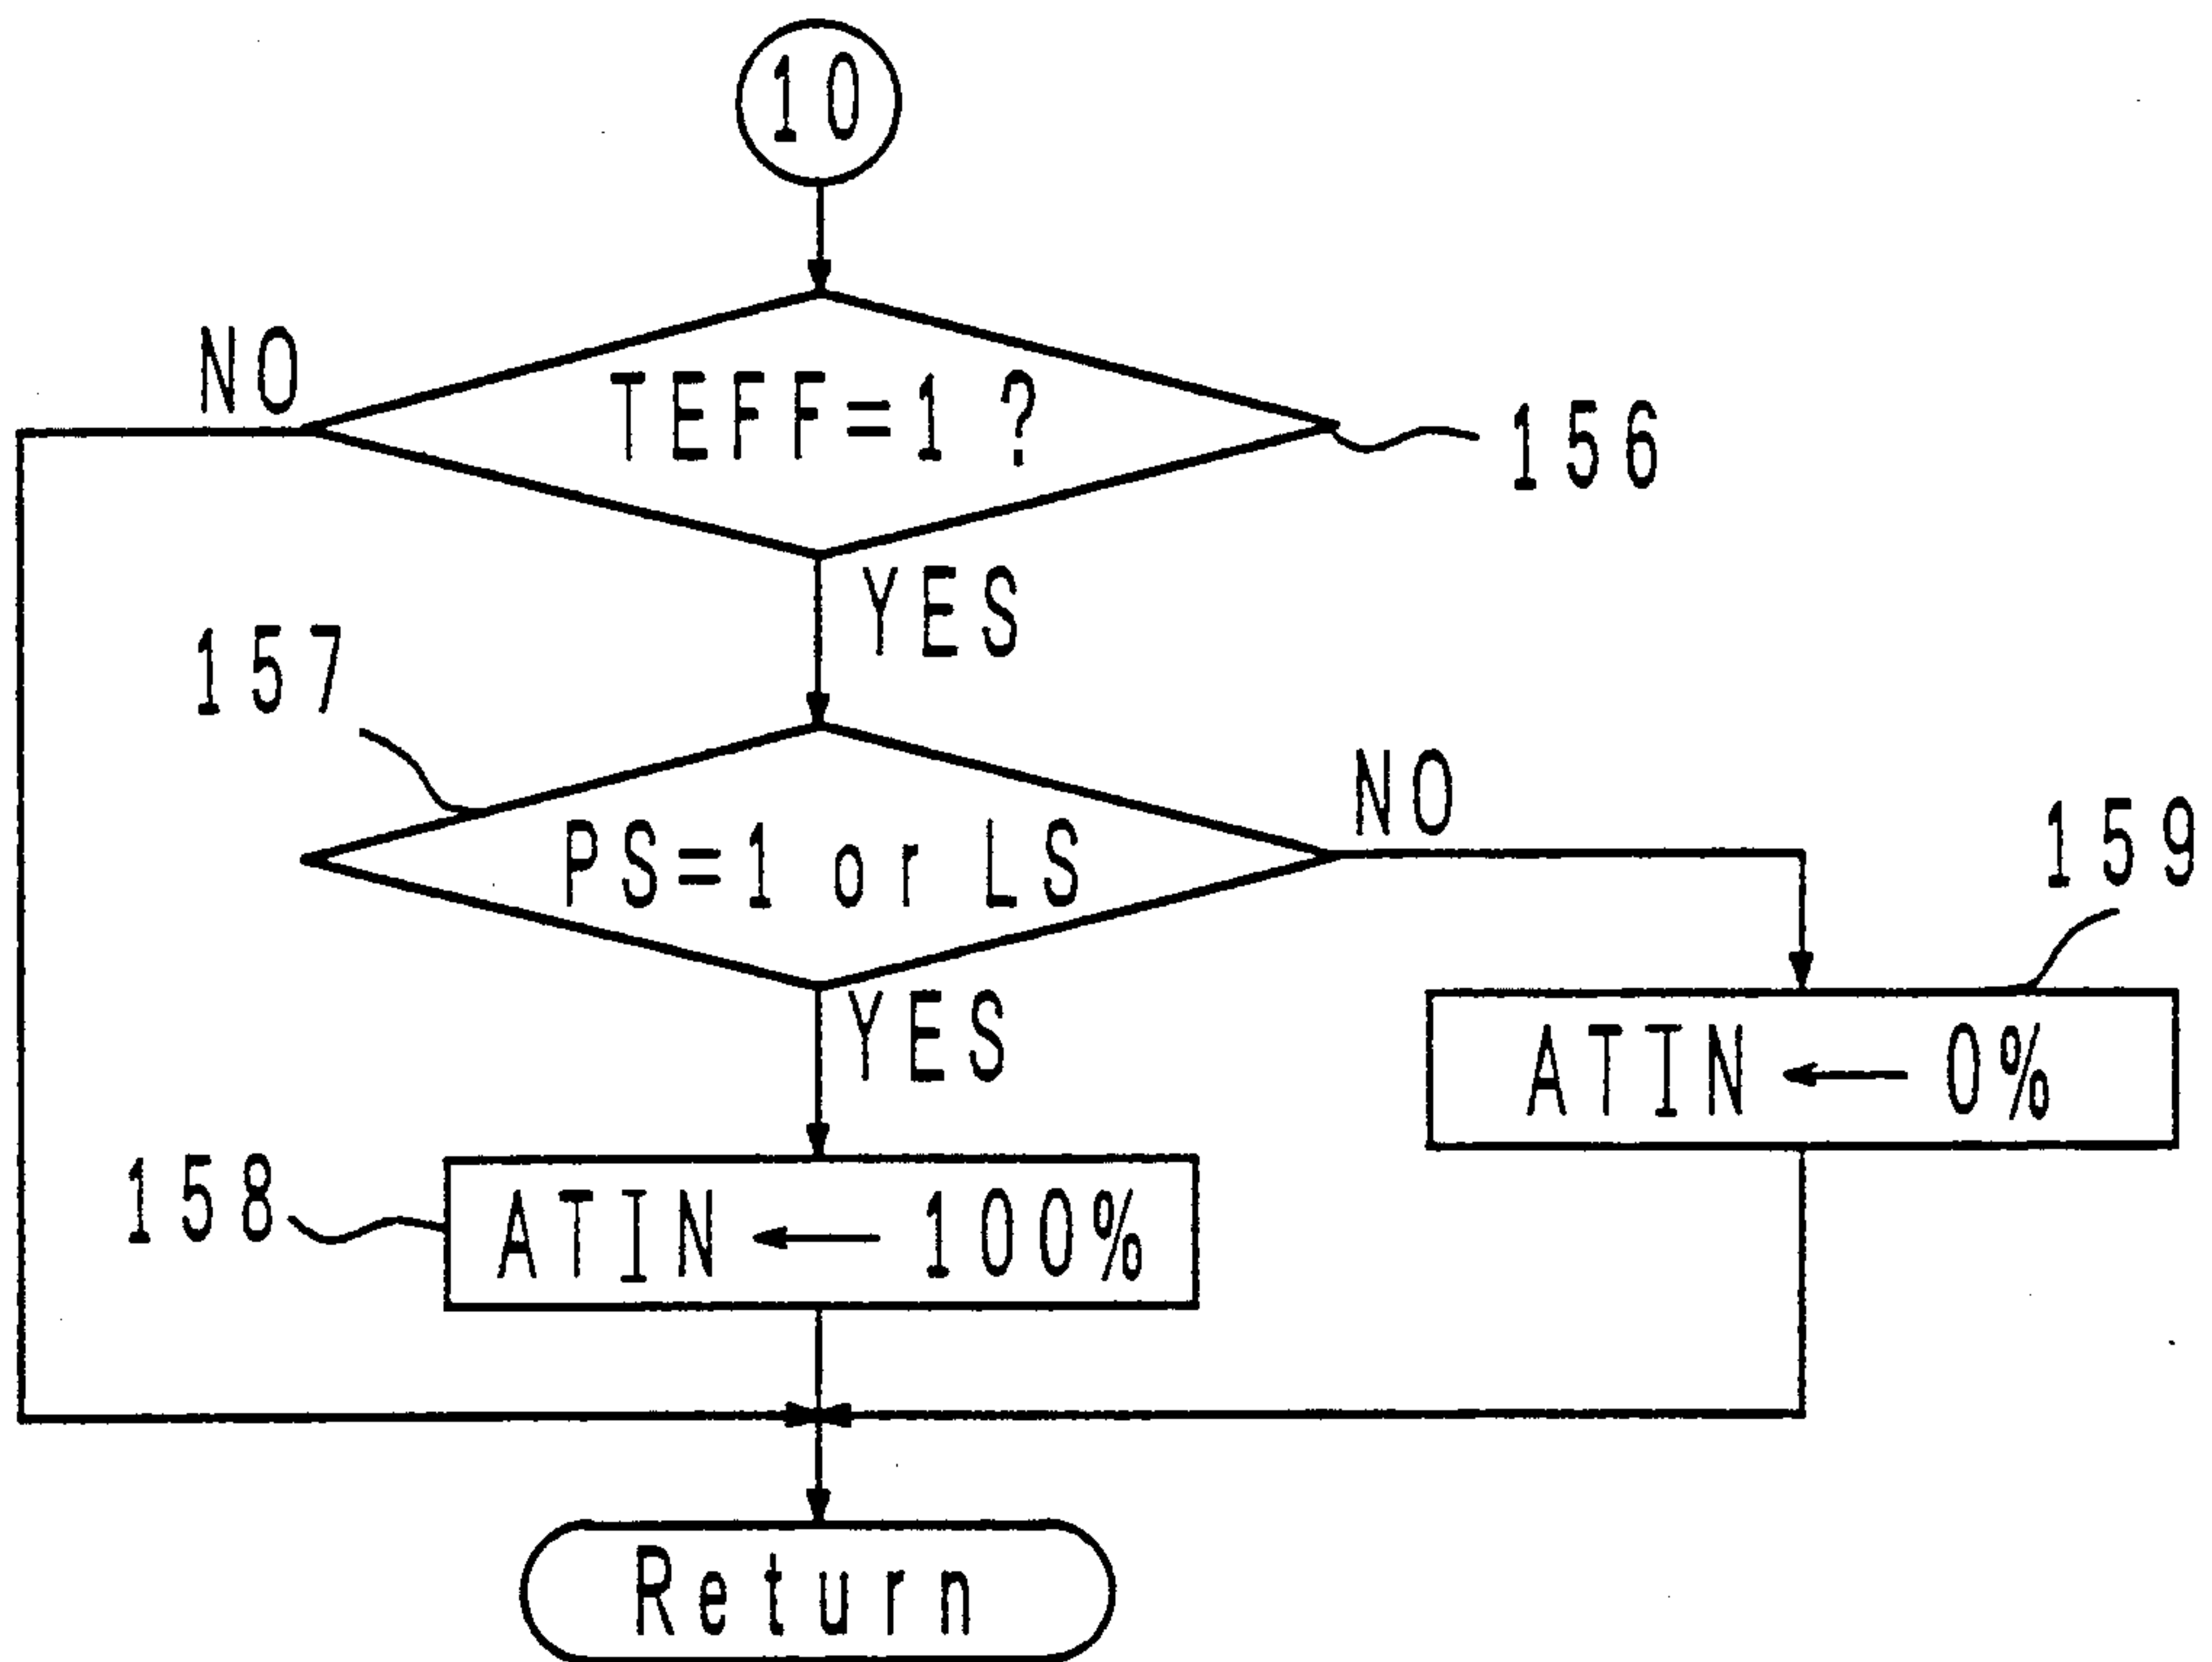 10
NO
TEFF=1 ?
156
YES
157
NO
PS=1 or LS
159
YES
ATIN ← 0%
158
ATIN ← 100%
Return